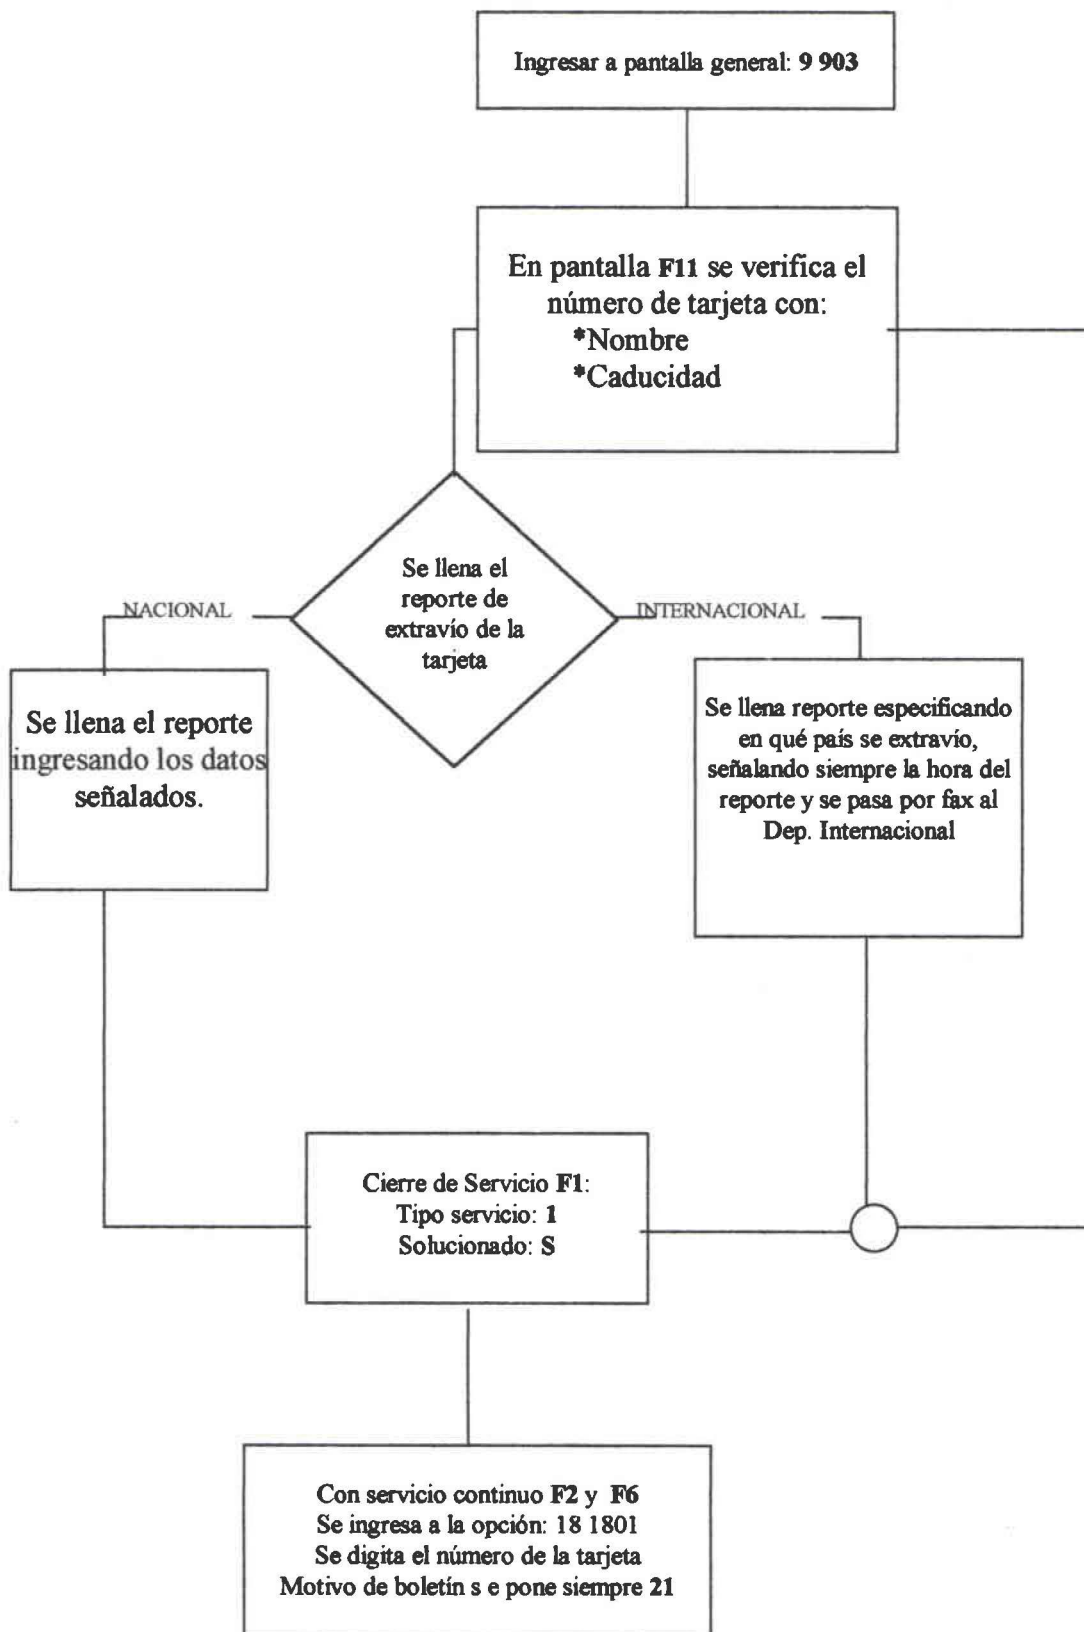 Ingresar a pantalla general: 9 903
En pantalla F11 se verifica el
número de tarjeta con:
*Nombre
*Caducidad
Se llena el
reporte de
extravío de la
tarjeta
NACIONAL
INTERNACIONAL
Se llena el reporte
ingresando los datos
señalados.
Se llena reporte especificando
en qué país se extravío,
señalando siempre la hora del
reporte y se pasa por fax al
Dep. Internacional
Cierre de Servicio F1:
Tipo servicio: 1
Solucionado: S
Con servicio continuo F2 y F6
Se ingresa a la opción: 18 1801
Se digita el número de la tarjeta
Motivo de boletín s e pone siempre 21